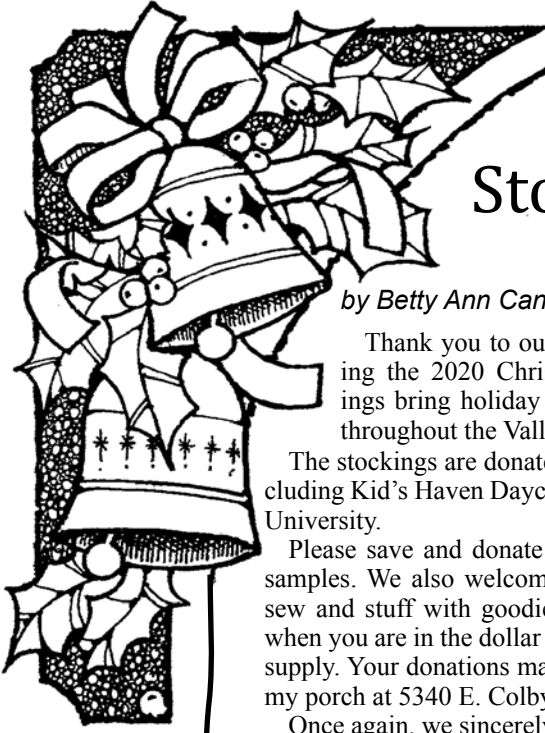 Sto
by Betty Ann Can
Thank you to ou
ing the 2020 Chri
ings bring holiday
throughout the Vall
The stockings are donate
cluding Kid’s Haven Dayc
University.
Please save and donate
samples. We also welcom
sew and stuff with goodie
when you are in the dollar
supply. Your donations ma
my porch at 5340 E. Colby
Once again, we sincerely